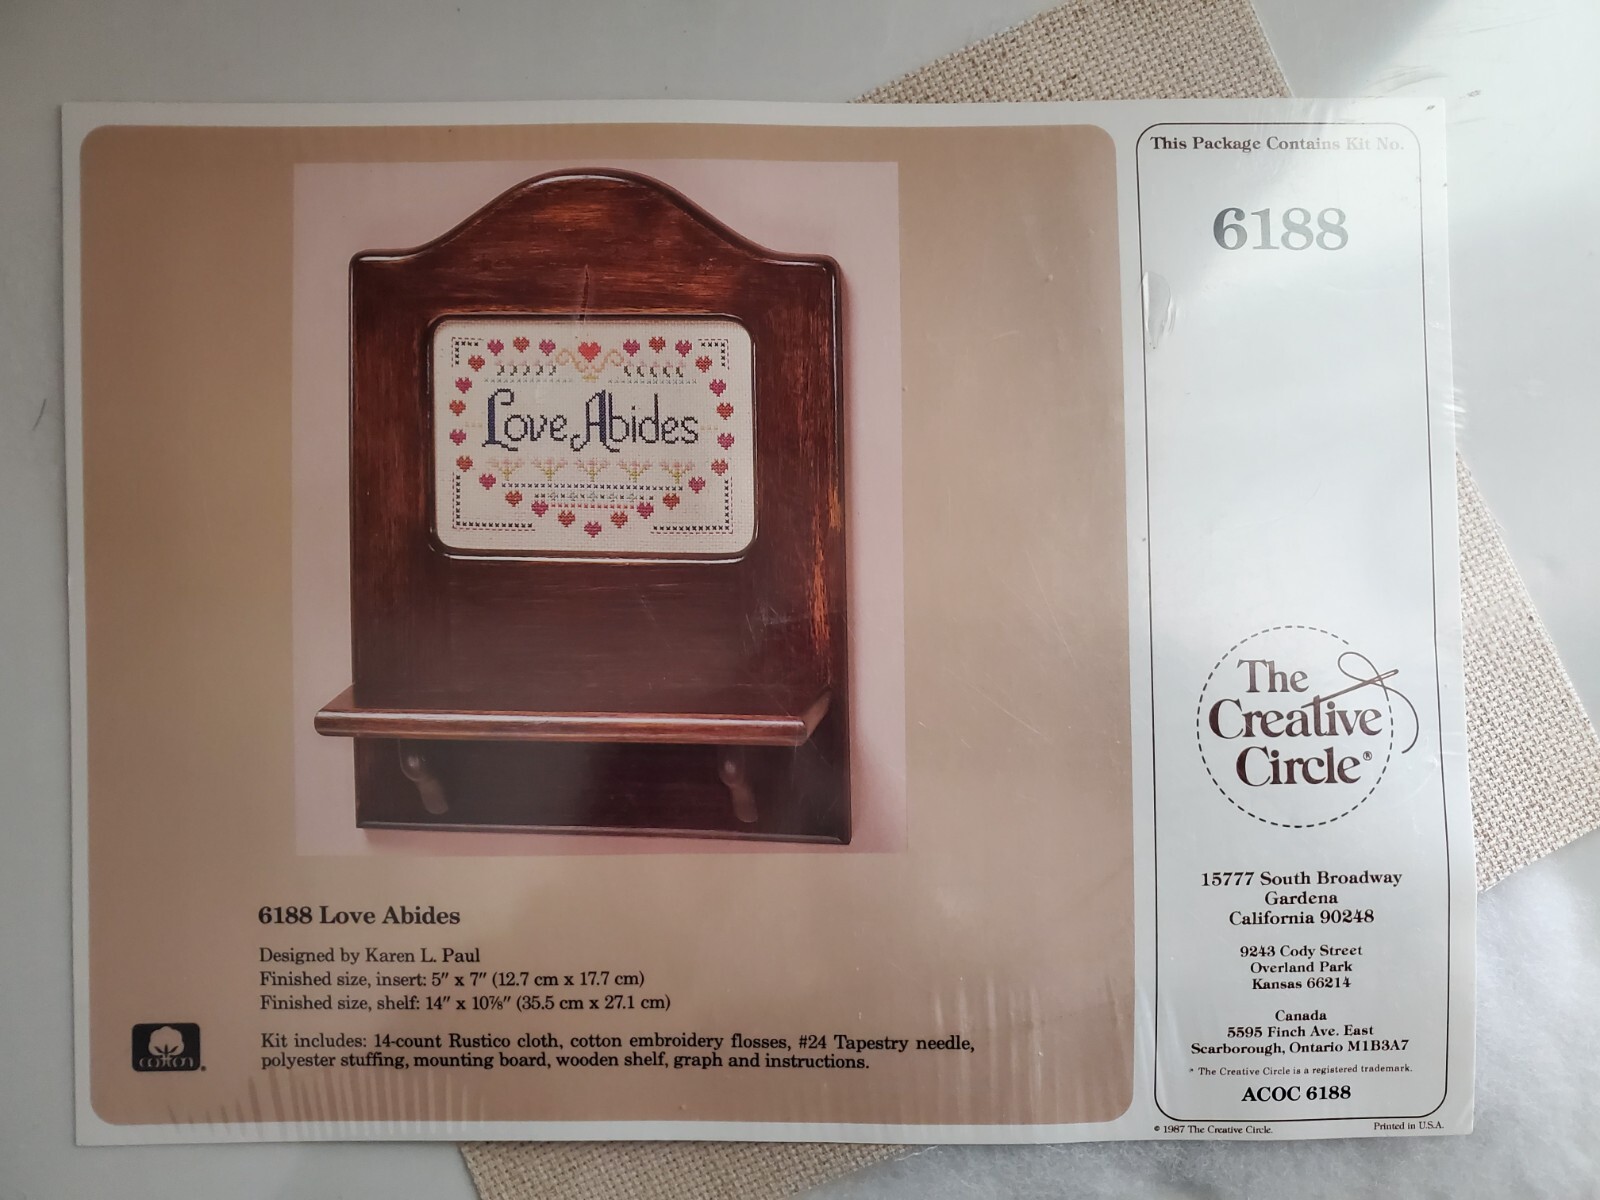 This Package Contains Kit No.
6188
Love Abides
The
Creative
Circle®
15777 South Broadway
Gardena
California 90248
9243 Cody Street
Overland Park
Kansas 66214
Canada
5595 Finch Ave. East
Scarborough, Ontario M1B3A7
* The Creative Circle is a registered trademark.
ACOC 6188
6188 Love Abides
Designed by Karen L. Paul
Finished size, insert: 5″ x 7″ (12.7 cm x 17.7 cm)
Finished size, shelf: 14″ x 10⅞″ (35.5 cm x 27.1 cm)
Kit includes: 14-count Rustico cloth, cotton embroidery flosses, #24 Tapestry needle,
polyester stuffing, mounting board, wooden shelf, graph and instructions.
cotton®
© 1987 The Creative Circle.
Printed in U.S.A.